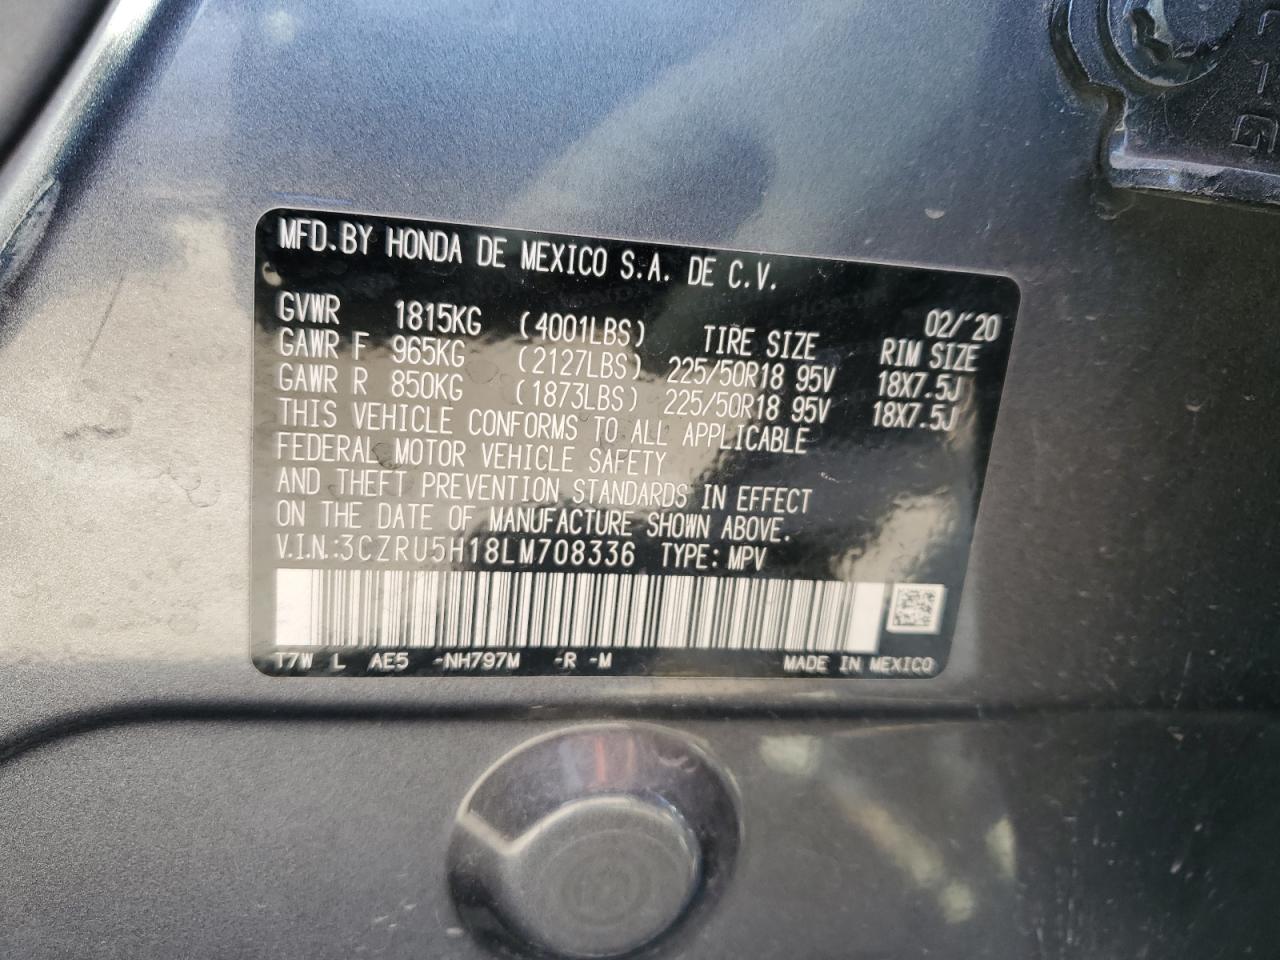 MFD.BY HONDA DE MEXICO S.A. DE C.V.
02/'20
GVWR 1815KG (4001LBS) TIRE SIZE RIM SIZE
GAWR F 965KG (2127LBS) 225/50R18 95V 18X7.5J
GAWR R 850KG (1873LBS) 225/50R18 95V 18X7.5J
THIS VEHICLE CONFORMS TO ALL APPLICABLE
FEDERAL MOTOR VEHICLE SAFETY
AND THEFT PREVENTION STANDARDS IN EFFECT
ON THE DATE OF MANUFACTURE SHOWN ABOVE.
V.I.N.:3CZRU5H18LM708336 TYPE: MPV
T7W L AE5 -NH797M -R -M MADE IN MEXICO